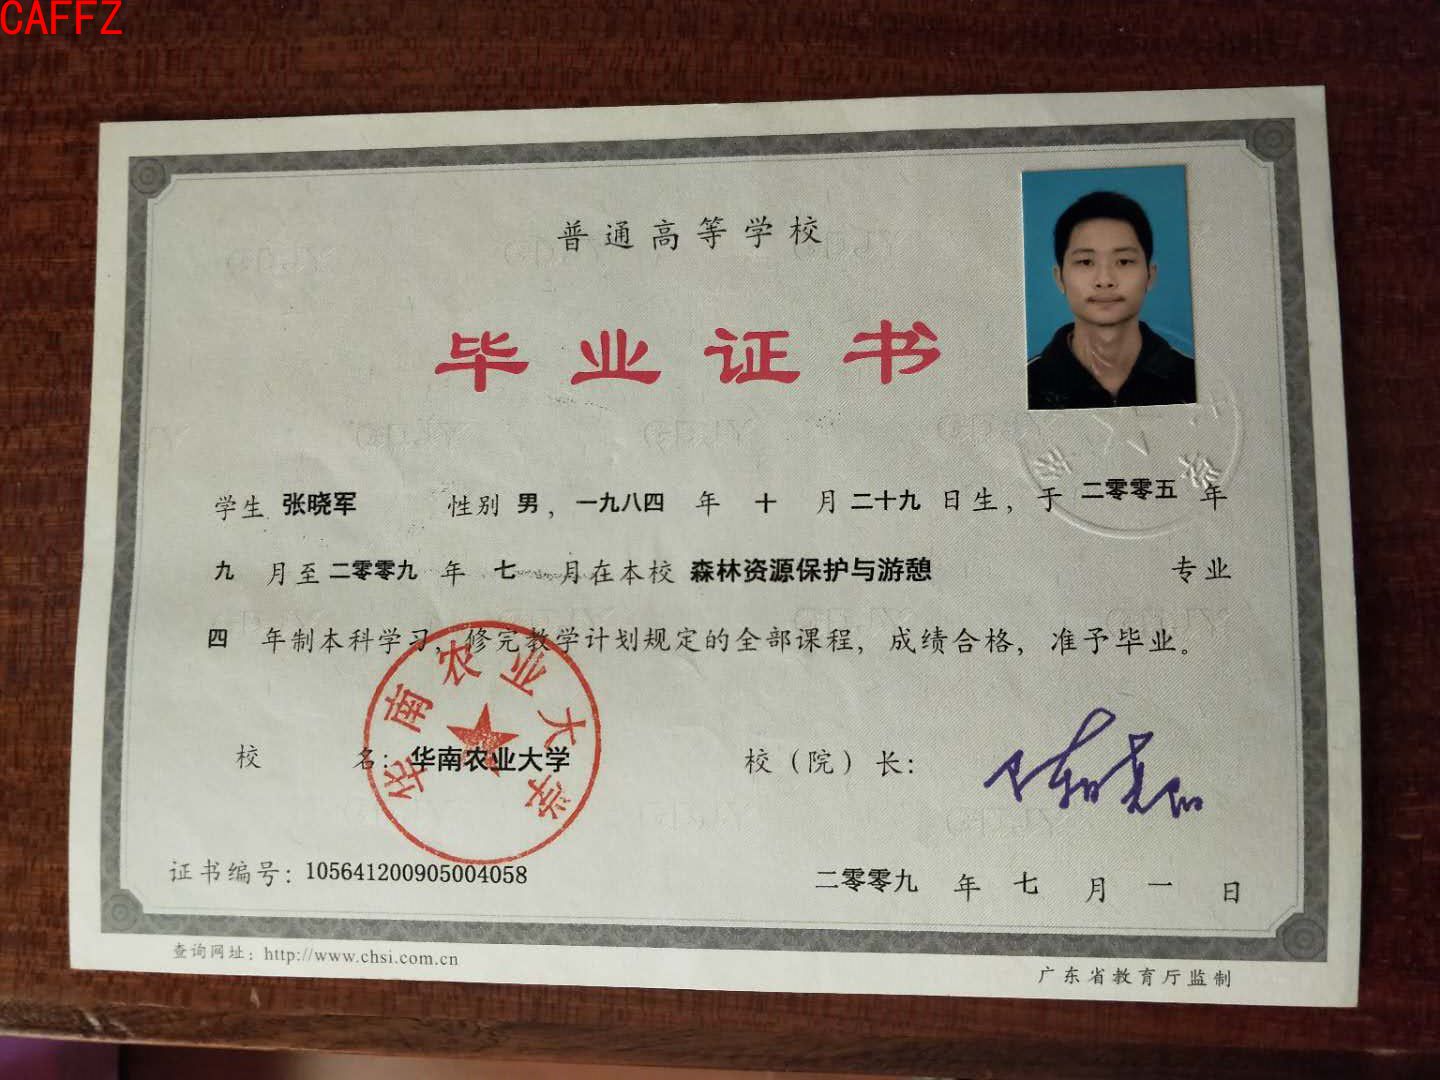 CAFFZ
普通高等学校
毕业证书
学生 张晓军 性别 男，一九八四 年 十 月 二十九 日生，于 二零零五 年
九 月至 二零零九 年 七 月在本校 森林资源保护与游憩 专业
四 年制本科学习，修完教学计划规定的全部课程，成绩合格，准予毕业。
华南农业大学
校 名：华南农业大学 校（院）长：
证书编号：105641200905004058 二零零九 年 七 月 一 日
查询网址：http://www.chsi.com.cn 广东省教育厅监制